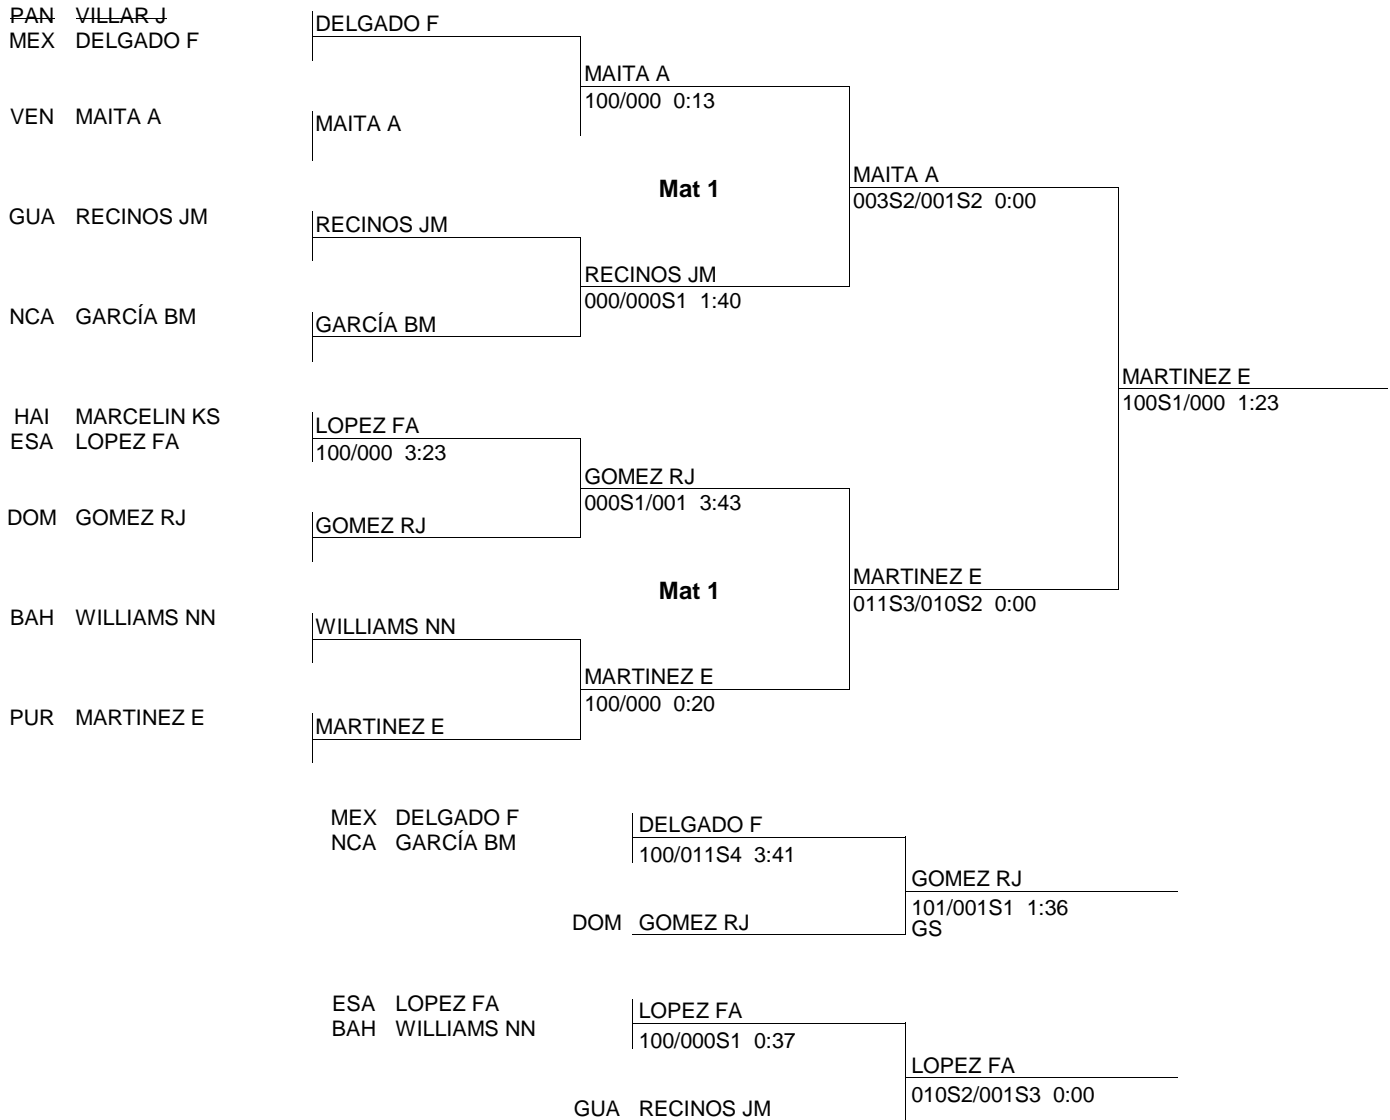 PAN VILLAR J
MEX DELGADO F
DELGADO F
MAITA A
100/000 0:13
VEN MAITA A
MAITA A
Mat 1
MAITA A
003S2/001S2 0:00
GUA RECINOS JM
RECINOS JM
RECINOS JM
000/000S1 1:40
NCA GARCÍA BM
GARCÍA BM
MARTINEZ E
100S1/000 1:23
HAI MARCELIN KS
ESA LOPEZ FA
LOPEZ FA
100/000 3:23
GOMEZ RJ
000S1/001 3:43
DOM GOMEZ RJ
GOMEZ RJ
Mat 1
MARTINEZ E
011S3/010S2 0:00
BAH WILLIAMS NN
WILLIAMS NN
MARTINEZ E
100/000 0:20
PUR MARTINEZ E
MARTINEZ E
MEX DELGADO F
NCA GARCÍA BM
DELGADO F
100/011S4 3:41
GOMEZ RJ
101/001S1 1:36
GS
DOM GOMEZ RJ
ESA LOPEZ FA
BAH WILLIAMS NN
LOPEZ FA
100/000S1 0:37
LOPEZ FA
010S2/001S3 0:00
GUA RECINOS JM